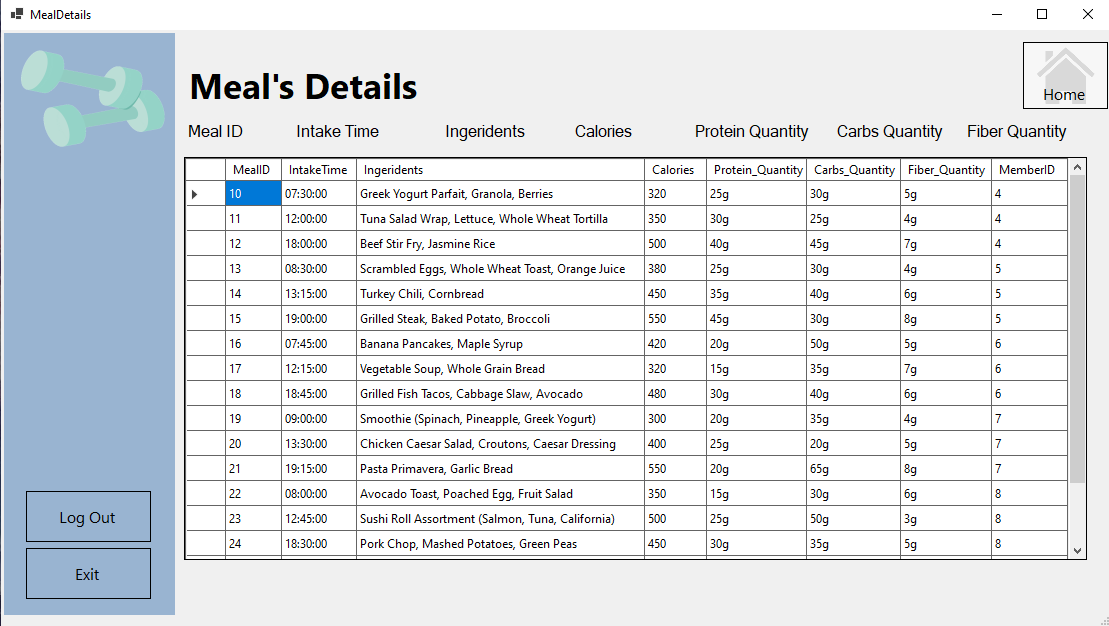 MealDetails
Home
Meal's Details
Meal ID Intake Time Ingeridents Calories Protein Quantity Carbs Quantity Fiber Quantity
MealID IntakeTime Ingeridents Calories Protein_Quantity Carbs_Quantity Fiber_Quantity MemberID
10 07:30:00 Greek Yogurt Parfait, Granola, Berries 320 25g 30g 5g 4
11 12:00:00 Tuna Salad Wrap, Lettuce, Whole Wheat Tortilla 350 30g 25g 4g 4
12 18:00:00 Beef Stir Fry, Jasmine Rice 500 40g 45g 7g 4
13 08:30:00 Scrambled Eggs, Whole Wheat Toast, Orange Juice 380 25g 30g 4g 5
14 13:15:00 Turkey Chili, Cornbread 450 35g 40g 6g 5
15 19:00:00 Grilled Steak, Baked Potato, Broccoli 550 45g 30g 8g 5
16 07:45:00 Banana Pancakes, Maple Syrup 420 20g 50g 5g 6
17 12:15:00 Vegetable Soup, Whole Grain Bread 320 15g 35g 7g 6
18 18:45:00 Grilled Fish Tacos, Cabbage Slaw, Avocado 480 30g 40g 6g 6
19 09:00:00 Smoothie (Spinach, Pineapple, Greek Yogurt) 300 20g 35g 4g 7
20 13:30:00 Chicken Caesar Salad, Croutons, Caesar Dressing 400 25g 20g 5g 7
21 19:15:00 Pasta Primavera, Garlic Bread 550 20g 65g 8g 7
22 08:00:00 Avocado Toast, Poached Egg, Fruit Salad 350 15g 30g 6g 8
23 12:45:00 Sushi Roll Assortment (Salmon, Tuna, California) 500 25g 50g 3g 8
24 18:30:00 Pork Chop, Mashed Potatoes, Green Peas 450 30g 35g 5g 8
Log Out
Exit